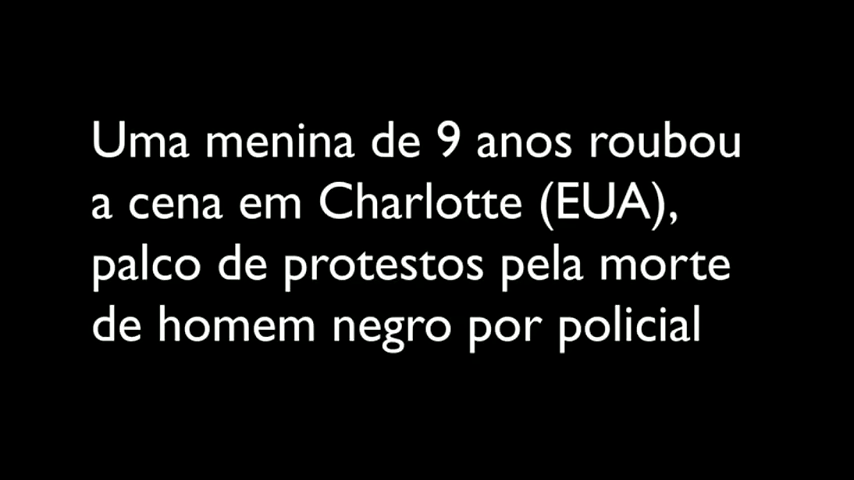 Uma menina de 9 anos roubou
a cena em Charlotte (EUA),
palco de protestos pela morte
de homem negro por policial